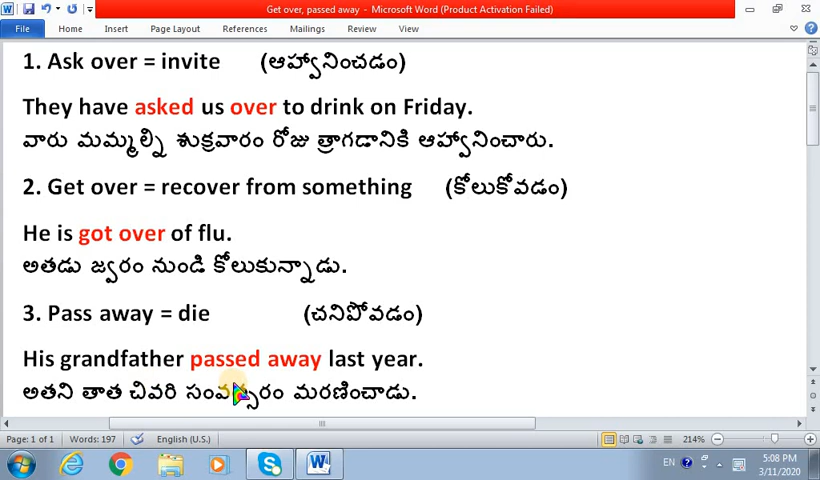 Get over, passed away - Microsoft Word (Product Activation Failed)
File Home Insert Page Layout References Mailings Review View
1. Ask over = invite (ఆహ్వానించడం)
They have asked us over to drink on Friday.
వారు మమ్మల్ని శుక్రవారం రోజు త్రాగడానికి ఆహ్వానించారు.
2. Get over = recover from something (కోలుకోవడం)
He is got over of flu.
అతడు జ్వరం నుండి కోలుకున్నాడు.
3. Pass away = die (చనిపోవడం)
His grandfather passed away last year.
అతని తాత చివరి సంవత్సరం మరణించాడు.
Page: 1 of 1 Words: 197 English (U.S.) 214%
EN 5:08 PM
3/11/2020